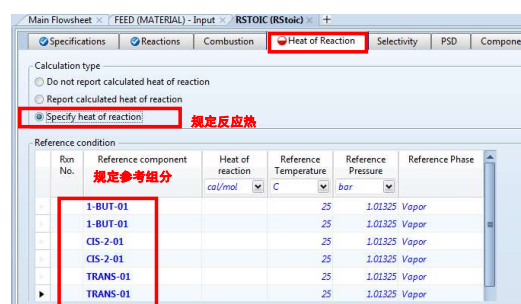 Main Flowsheet × FEED (MATERIAL) - Input × RSTOIC (RStoic) × +
Specifications Reactions Combustion Heat of Reaction Selectivity PSD Compone
Calculation type
Do not report calculated heat of reaction
Report calculated heat of reaction
Specify heat of reaction 规定反应热
Reference condition
Rxn No. Reference component Heat of reaction Reference Temperature Reference Pressure Reference Phase
规定参考组分
cal/mol C bar
1-BUT-01 25 1.01325 Vapor
1-BUT-01 25 1.01325 Vapor
CIS-2-01 25 1.01325 Vapor
CIS-2-01 25 1.01325 Vapor
TRANS-01 25 1.01325 Vapor
TRANS-01 25 1.01325 Vapor